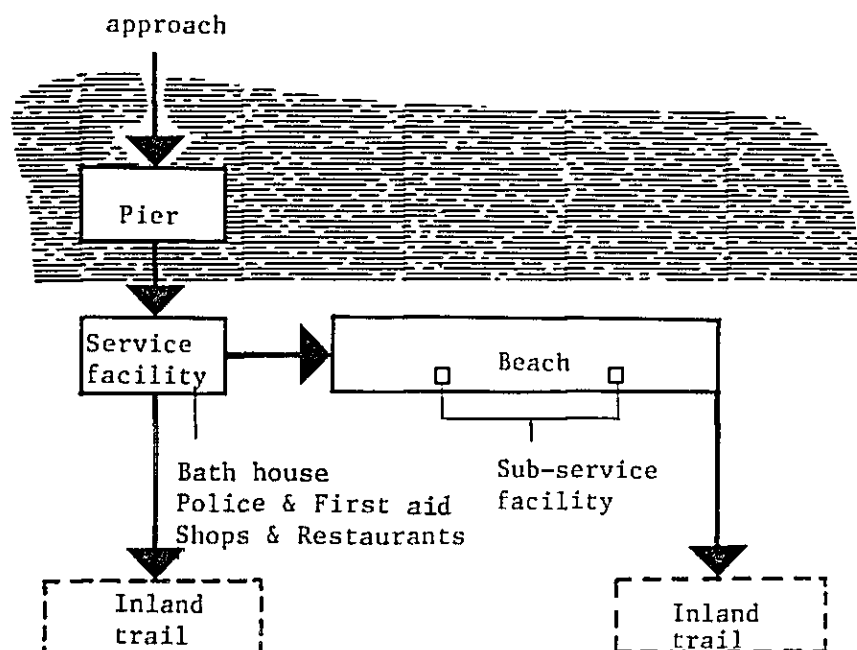 approach
Pier
Service
facility
Beach
Bath house
Police & First aid
Shops & Restaurants
Sub-service
facility
Inland
trail
Inland
trail